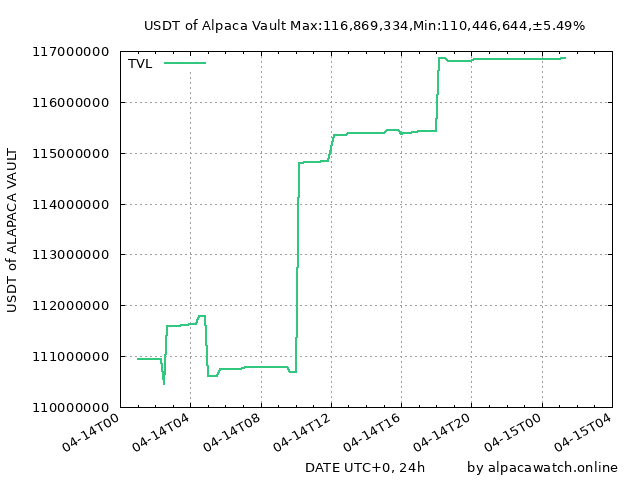 USDT of Alpaca Vault Max:116,869,334,Min:110,446,644,±5.49%
TVL
117000000
116000000
115000000
114000000
113000000
112000000
111000000
110000000
USDT of ALAPACA VAULT
04-14T00
04-14T04
04-14T08
04-14T12
04-14T16
04-14T20
04-15T00
04-15T04
DATE UTC+0, 24h
by alpacawatch.online